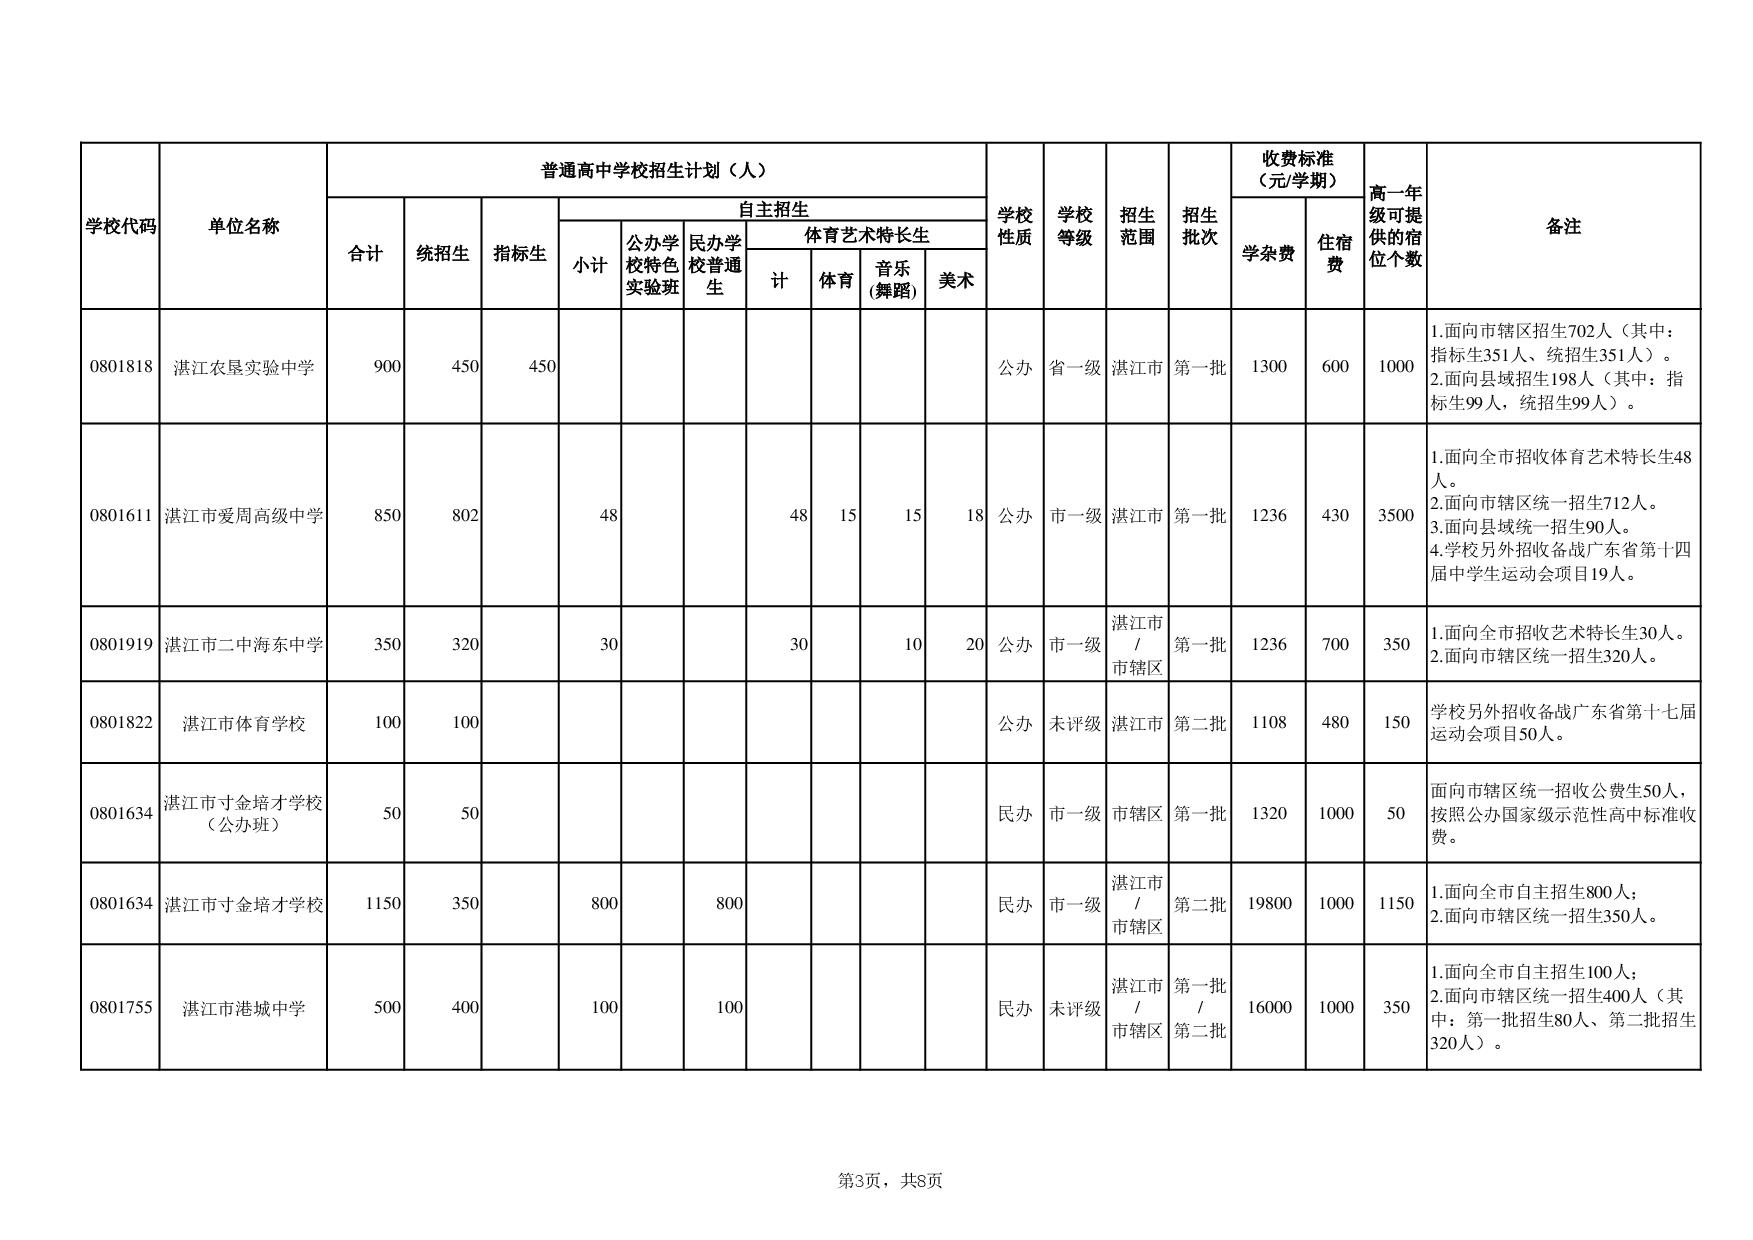 学校代码
单位名称
普通高中学校招生计划（人）
合计
统招生
指标生
自主招生
小计
公办学
校特色
实验班
民办学
校普通
生
体育艺术特长生
计
体育
音乐
(舞蹈)
美术
学校
性质
学校
等级
招生
范围
招生
批次
收费标准
（元/学期）
学杂费
住宿
费
高一年
级可提
供的宿
位个数
备注
0801818 湛江农垦实验中学 900 450 450 公办 省一级 湛江市 第一批 1300 600 1000
1.面向市辖区招生702人（其中：
指标生351人、统招生351人）。
2.面向县域招生198人（其中：指
标生99人，统招生99人）。
0801611 湛江市爱周高级中学 850 802 48 48 15 15 18 公办 市一级 湛江市 第一批 1236 430 3500
1.面向全市招收体育艺术特长生48
人。
2.面向市辖区统一招生712人。
3.面向县域统一招生90人。
4.学校另外招收备战广东省第十四
届中学生运动会项目19人。
0801919 湛江市二中海东中学 350 320 30 30 10 20 公办 市一级
湛江市
/
市辖区
第一批 1236 700 350
1.面向全市招收艺术特长生30人。
2.面向市辖区统一招生320人。
0801822 湛江市体育学校 100 100 公办 未评级 湛江市 第二批 1108 480 150
学校另外招收备战广东省第十七届
运动会项目50人。
0801634
湛江市寸金培才学校
（公办班）
50 50 民办 市一级 市辖区 第一批 1320 1000 50
面向市辖区统一招收公费生50人，
按照公办国家级示范性高中标准收
费。
0801634 湛江市寸金培才学校 1150 350 800 800 民办 市一级
湛江市
/
市辖区
第二批 19800 1000 1150
1.面向全市自主招生800人；
2.面向市辖区统一招生350人。
0801755 湛江市港城中学 500 400 100 100 民办 未评级
湛江市
/
市辖区
第一批
/
第二批
16000 1000 350
1.面向全市自主招生100人；
2.面向市辖区统一招生400人（其
中：第一批招生80人、第二批招生
320人）。
第3页，共8页